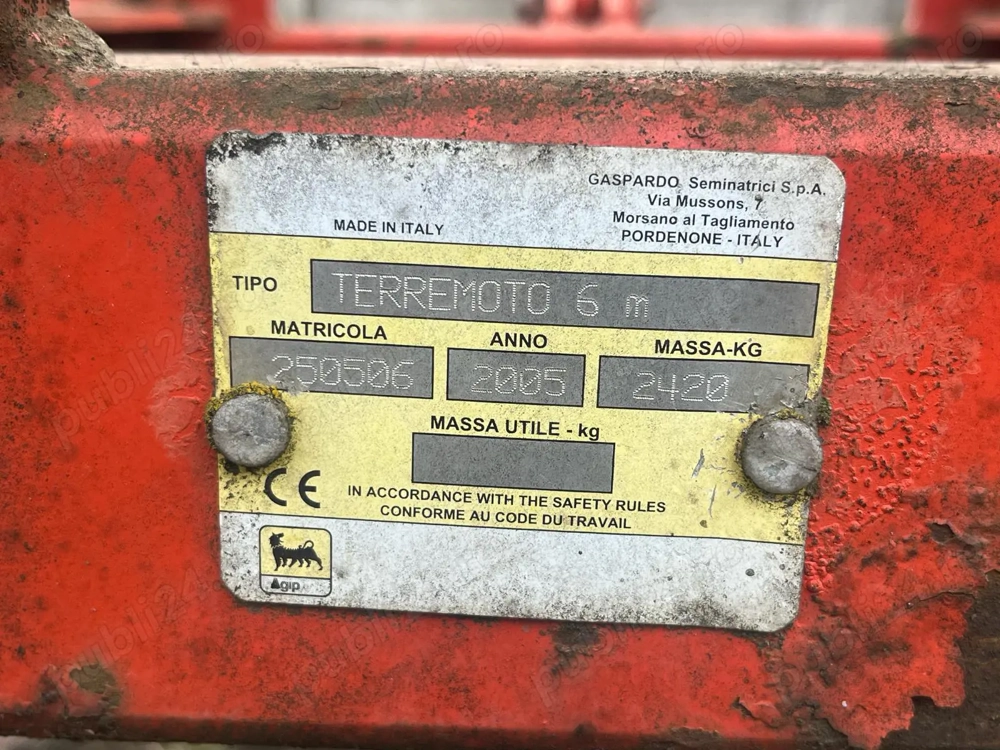 GASPARDO Seminatrici S.p.A.
Via Mussons, 7
Morsano al Tagliamento
PORDENONE - ITALY
MADE IN ITALY
TIPO TERREMOTO 6 m
MATRICOLA ANNO MASSA-KG
250506 2005 2420
MASSA UTILE - kg
CE IN ACCORDANCE WITH THE SAFETY RULES
CONFORME AU CODE DU TRAVAIL
Agip